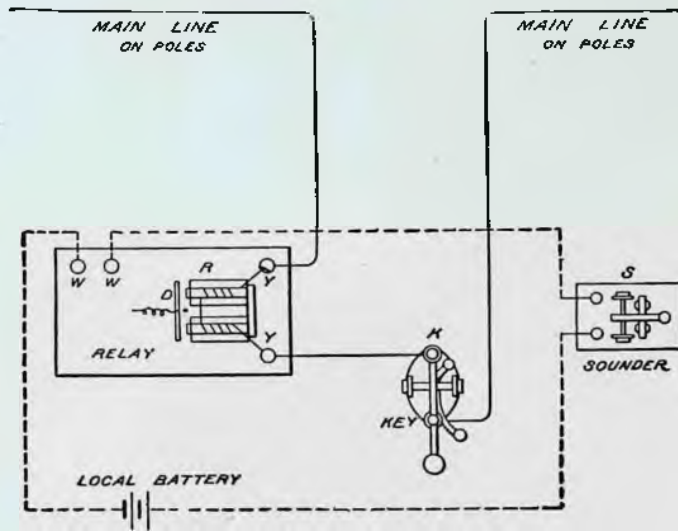 MAIN LINE
ON POLES
MAIN LINE
ON POLES
W
W
R
Y
D
Y
RELAY
S
SOUNDER
K
KEY
LOCAL BATTERY